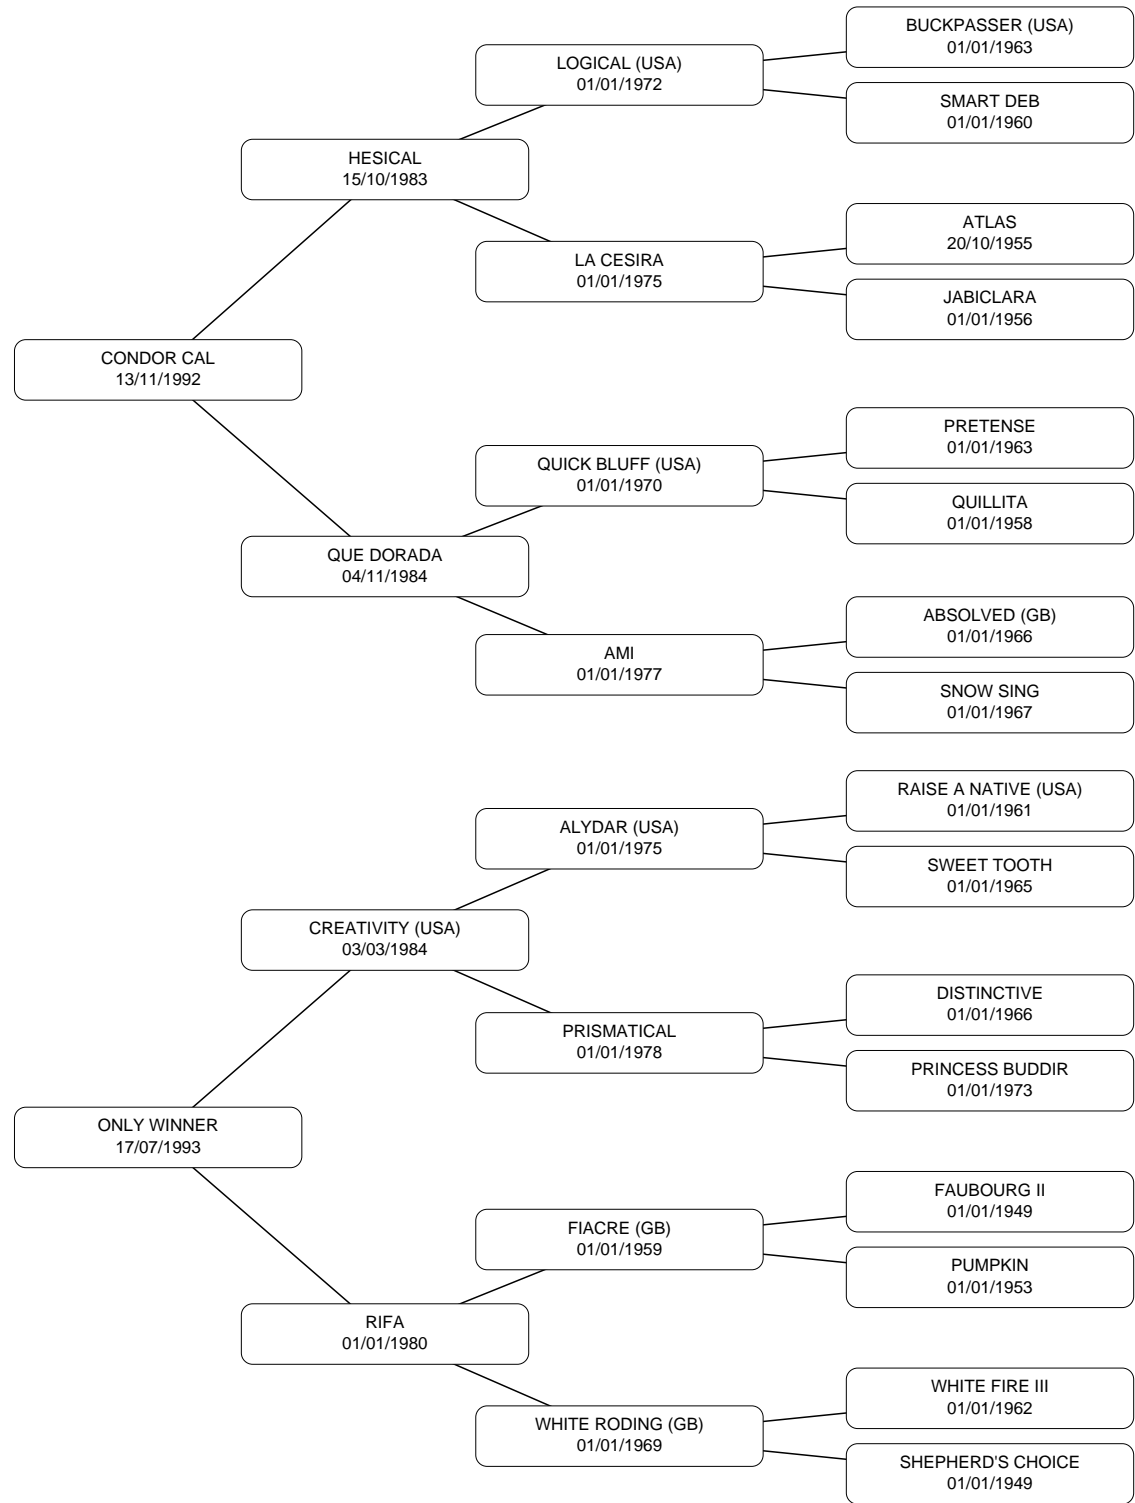 BUCKPASSER (USA)
01/01/1963
LOGICAL (USA)
01/01/1972
SMART DEB
01/01/1960
HESICAL
15/10/1983
ATLAS
20/10/1955
LA CESIRA
01/01/1975
JABICLARA
01/01/1956
CONDOR CAL
13/11/1992
PRETENSE
01/01/1963
QUICK BLUFF (USA)
01/01/1970
QUILLITA
01/01/1958
QUE DORADA
04/11/1984
ABSOLVED (GB)
01/01/1966
AMI
01/01/1977
SNOW SING
01/01/1967
RAISE A NATIVE (USA)
01/01/1961
ALYDAR (USA)
01/01/1975
SWEET TOOTH
01/01/1965
CREATIVITY (USA)
03/03/1984
DISTINCTIVE
01/01/1966
PRISMATICAL
01/01/1978
PRINCESS BUDDIR
01/01/1973
ONLY WINNER
17/07/1993
FAUBOURG II
01/01/1949
FIACRE (GB)
01/01/1959
PUMPKIN
01/01/1953
RIFA
01/01/1980
WHITE FIRE III
01/01/1962
WHITE RODING (GB)
01/01/1969
SHEPHERD'S CHOICE
01/01/1949